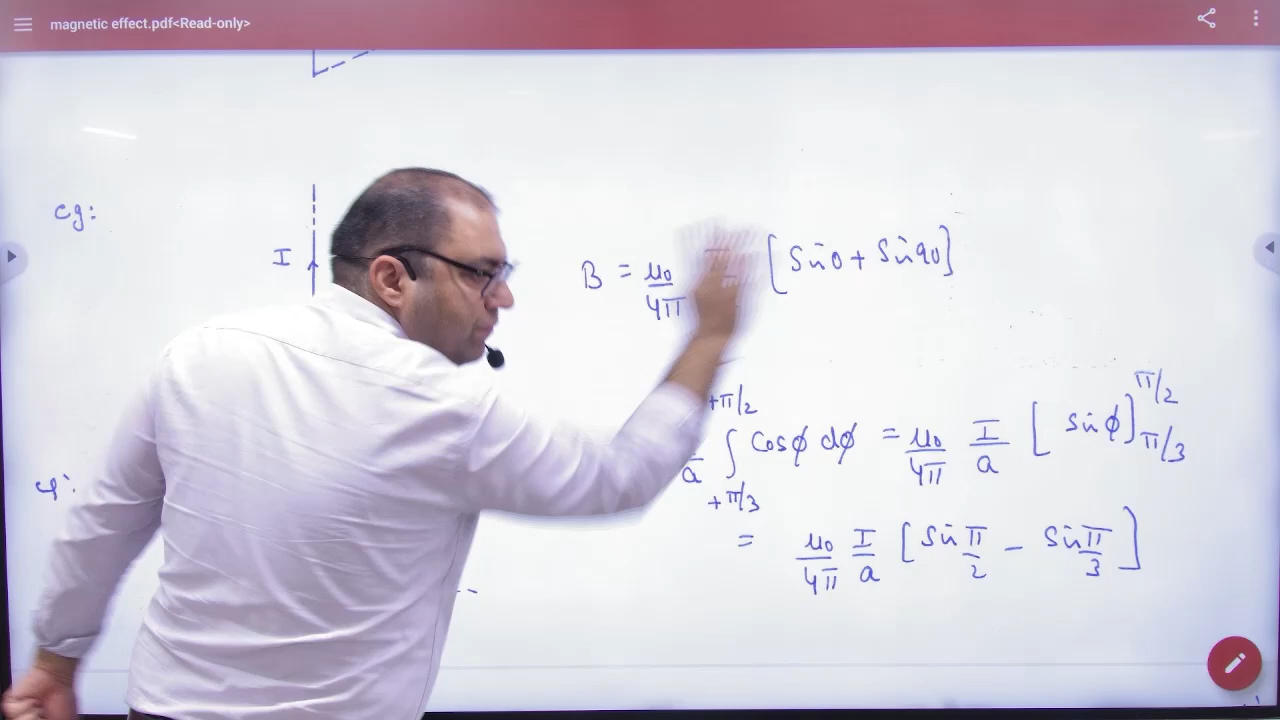 magnetic effect.pdf<Read-only>
eg:
I
B = μ₀/4π [Sin0 + Sin90]
a ∫_{+π/3}^{+π/2} Cosϕ dϕ = μ₀/4π I/a [Sinϕ]_{π/3}^{π/2}
eg:
= μ₀/4π I/a [Sin π/2 − Sin π/3]